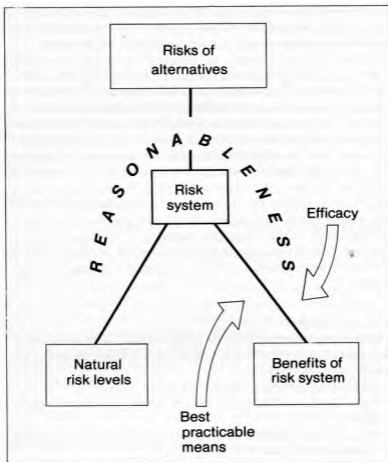 Risks of
alternatives
REASONABLENESS
Risk
system
Efficacy
Natural
risk levels
Benefits of
risk system
Best
practicable
means